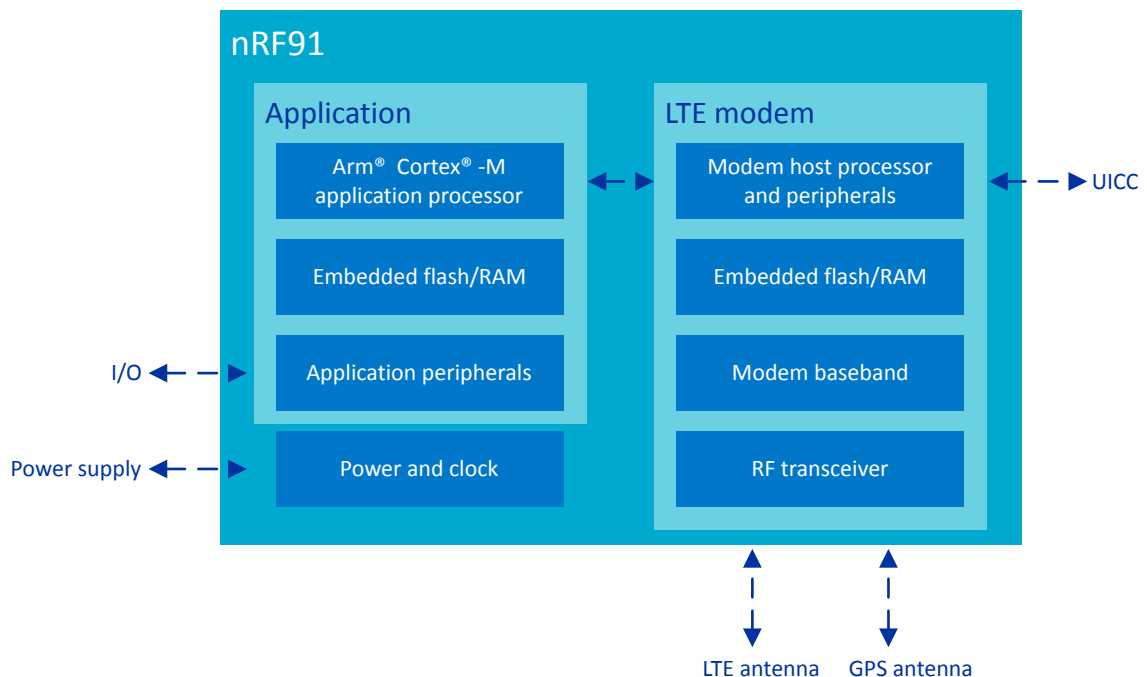 nRF91
Application
Arm® Cortex® -M
application processor
Embedded flash/RAM
Application peripherals
Power and clock
LTE modem
Modem host processor
and peripherals
Embedded flash/RAM
Modem baseband
RF transceiver
I/O
Power supply
UICC
LTE antenna
GPS antenna